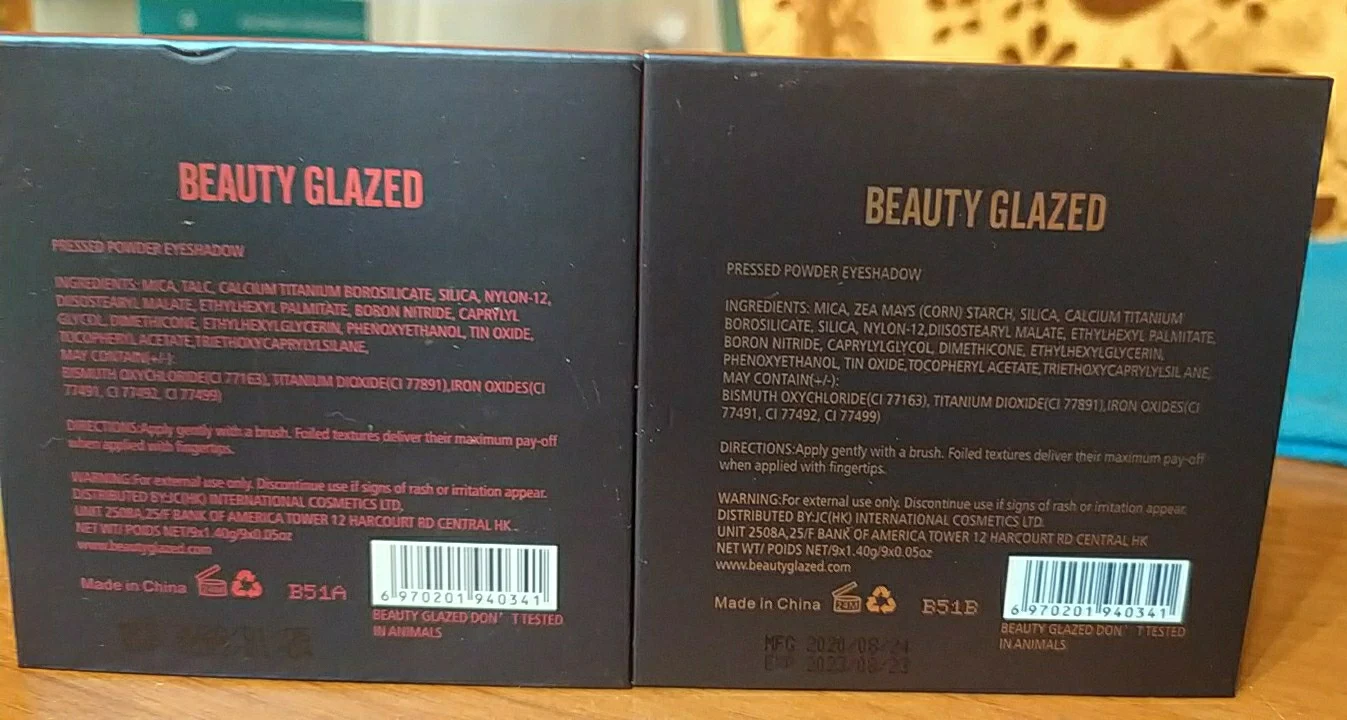 BEAUTY GLAZED
PRESSED POWDER EYESHADOW
INGREDIENTS: MICA, TALC, CALCIUM TITANIUM BOROSILICATE, SILICA, NYLON-12,
DIISOSTEARYL MALATE, ETHYLHEXYL PALMITATE, BORON NITRIDE, CAPRYLYL
GLYCOL, DIMETHICONE, ETHYLHEXYLGLYCERIN, PHENOXYETHANOL, TIN OXIDE,
TOCOPHERYL ACETATE,TRIETHOXYCAPRYLYLSILANE,
MAY CONTAIN(+/-):
BISMUTH OXYCHLORIDE(CI 77163), TITANIUM DIOXIDE(CI 77891),IRON OXIDES(CI
77491, CI 77492, CI 77499)
DIRECTIONS:Apply gently with a brush. Foiled textures deliver their maximum pay-off
when applied with fingertips.
WARNING:For external use only. Discontinue use if signs of rash or irritation appear.
DISTRIBUTED BY:JC(HK) INTERNATIONAL COSMETICS LTD,
UNIT 2508A,25/F BANK OF AMERICA TOWER 12 HARCOURT RD CENTRAL HK
NET WT/ POIDS NET/9x1.40g/9x0.05oz
www.beautyglazed.com
Made in China 24M B51A
6 970201 940341
BEAUTY GLAZED DON' T TESTED
IN ANIMALS
BEAUTY GLAZED
PRESSED POWDER EYESHADOW
INGREDIENTS: MICA, ZEA MAYS (CORN) STARCH, SILICA, CALCIUM TITANIUM
BOROSILICATE, SILICA, NYLON-12,DIISOSTEARYL MALATE, ETHYLHEXYL PALMITATE,
BORON NITRIDE, CAPRYLYLGLYCOL, DIMETHICONE, ETHYLHEXYLGLYCERIN,
PHENOXYETHANOL, TIN OXIDE,TOCOPHERYL ACETATE,TRIETHOXYCAPRYLYLSIL ANE,
MAY CONTAIN(+/-):
BISMUTH OXYCHLORIDE(CI 77163), TITANIUM DIOXIDE(CI 77891),IRON OXIDES(CI
77491, CI 77492, CI 77499)
DIRECTIONS:Apply gently with a brush. Foiled textures deliver their maximum pay-off
when applied with fingertips.
WARNING:For external use only. Discontinue use if signs of rash or irritation appear.
DISTRIBUTED BY:JC(HK) INTERNATIONAL COSMETICS LTD.
UNIT 2508A,25/F BANK OF AMERICA TOWER 12 HARCOURT RD CENTRAL HK
NET WT/ POIDS NET/9x1.40g/9x0.05oz
www.beautyglazed.com
Made in China 24M B51B
6 970201 940341
BEAUTY GLAZED DON' T TESTED
IN ANIMALS
MFG 2020/08/24
EXP 2023/08/23